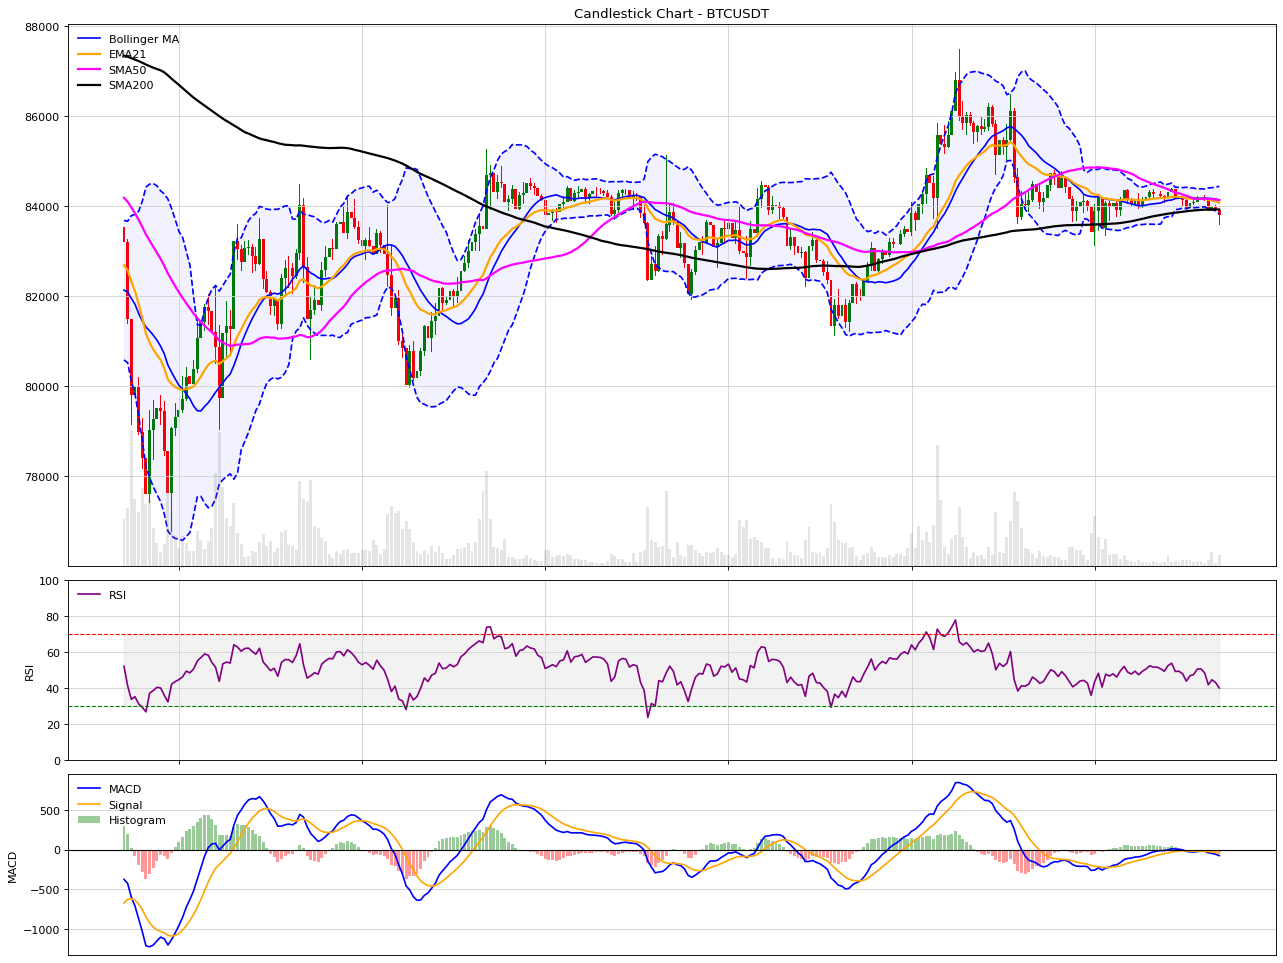 Candlestick Chart - BTCUSDT
88000
86000
84000
82000
80000
78000
Bollinger MA
EMA21
SMA50
SMA200
100
80
60
40
20
0
RSI
RSI
500
0
−500
−1000
MACD
MACD
Signal
Histogram